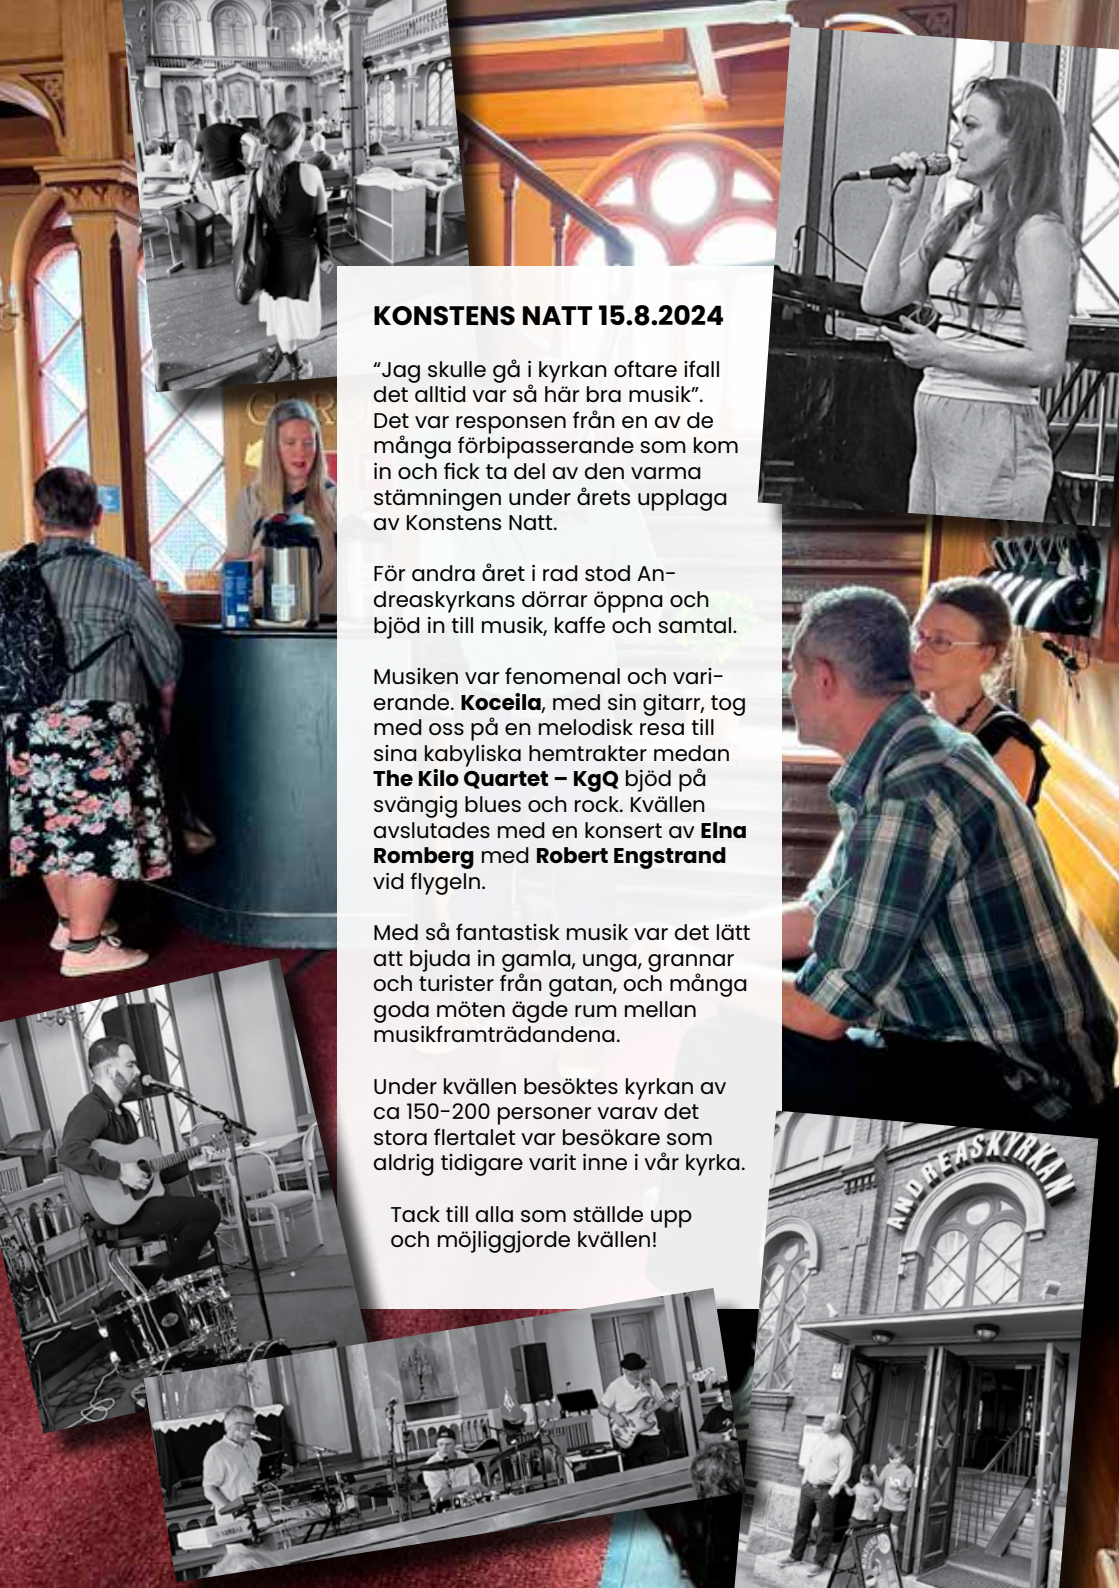 KONSTENS NATT 15.8.2024
“Jag skulle gå i kyrkan oftare ifall
det alltid var så här bra musik”.
Det var responsen från en av de
många förbipasserande som kom
in och fick ta del av den varma
stämningen under årets upplaga
av Konstens Natt.
För andra året i rad stod An-
dreaskyrkans dörrar öppna och
bjöd in till musik, kaffe och samtal.
Musiken var fenomenal och vari-
erande. Koceila, med sin gitarr, tog
med oss på en melodisk resa till
sina kabyliska hemtrakter medan
The Kilo Quartet – KgQ bjöd på
svängig blues och rock. Kvällen
avslutades med en konsert av Elna
Romberg med Robert Engstrand
vid flygeln.
Med så fantastisk musik var det lätt
att bjuda in gamla, unga, grannar
och turister från gatan, och många
goda möten ägde rum mellan
musikframträdandena.
Under kvällen besöktes kyrkan av
ca 150-200 personer varav det
stora flertalet var besökare som
aldrig tidigare varit inne i vår kyrka.
Tack till alla som ställde upp
och möjliggjorde kvällen!
ANDREASKYRKAN
YAMAHA